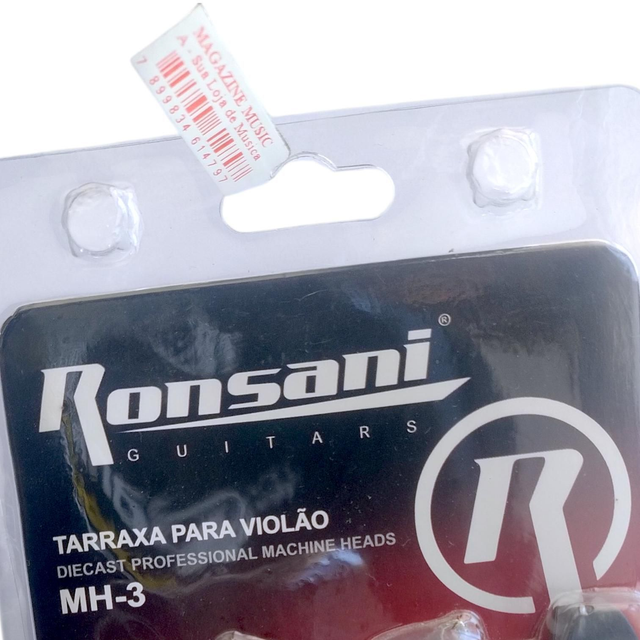 MAGAZINE MUSIC
A. Sua Loja de Música
7 899834 014797
Ronsani®
GUITARS
TARRAXA PARA VIOLÃO
DIECAST PROFESSIONAL MACHINE HEADS
MH-3
R